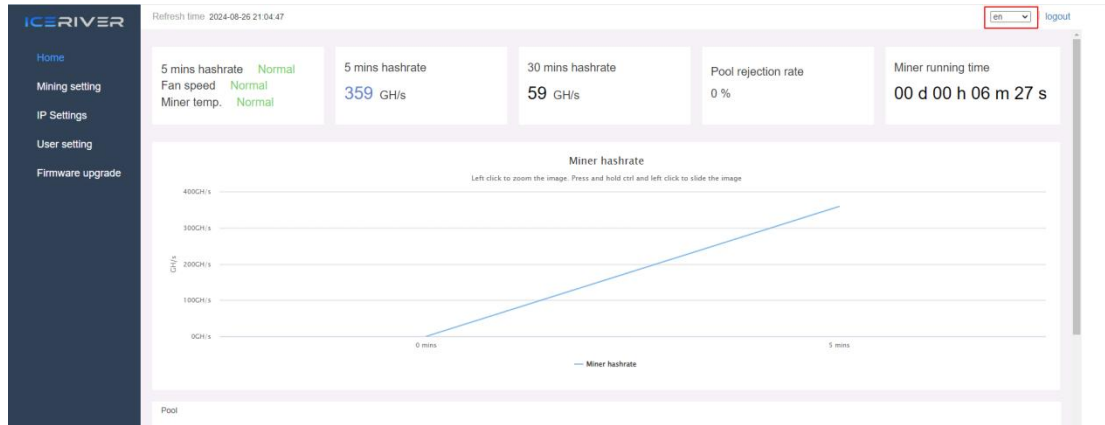 ICERIVER
Refresh time 2024-08-26 21:04:47
en
logout
Home
Mining setting
IP Settings
User setting
Firmware upgrade
5 mins hashrate Normal
Fan speed Normal
Miner temp. Normal
5 mins hashrate
359 GH/s
30 mins hashrate
59 GH/s
Pool rejection rate
0 %
Miner running time
00 d 00 h 06 m 27 s
Miner hashrate
Left click to zoom the image. Press and hold ctrl and left click to slide the image
400GH/s
300GH/s
200GH/s
100GH/s
0GH/s
GH/s
0 mins
5 mins
Miner hashrate
Pool